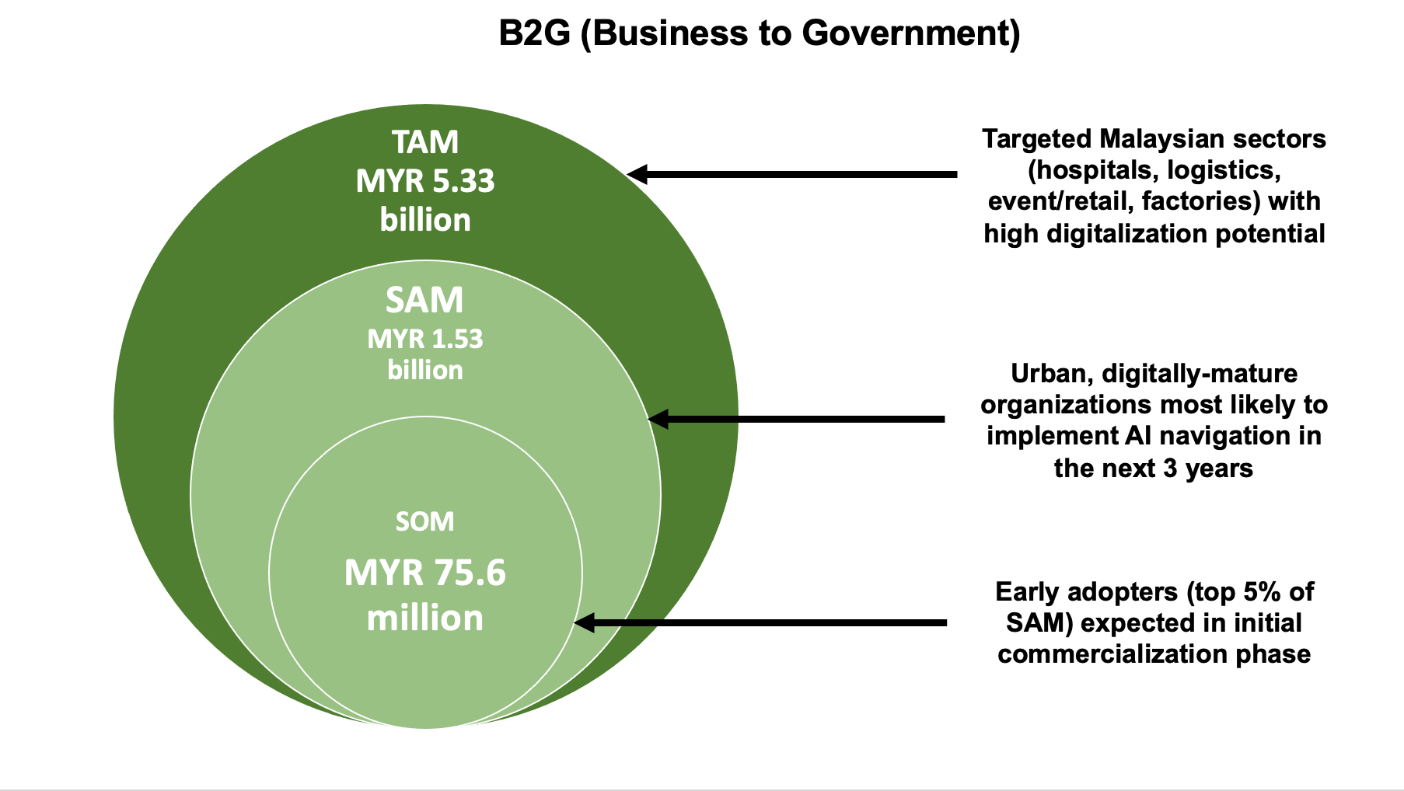 B2G (Business to Government)
TAM
MYR 5.33
billion
Targeted Malaysian sectors
(hospitals, logistics,
event/retail, factories) with
high digitalization potential
SAM
MYR 1.53
billion
Urban, digitally-mature
organizations most likely to
implement AI navigation in
the next 3 years
SOM
MYR 75.6
million
Early adopters (top 5% of
SAM) expected in initial
commercialization phase